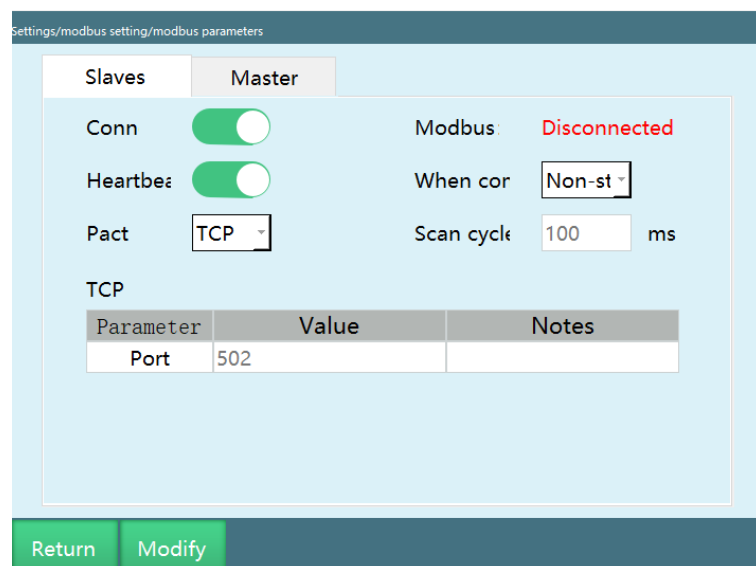 Settings/modbus setting/modbus parameters
Slaves Master
Conn Modbus: Disconnected
Heartbea When con Non-st
Pact TCP Scan cycle 100 ms
TCP
Parameter Value Notes
Port 502
Return Modify